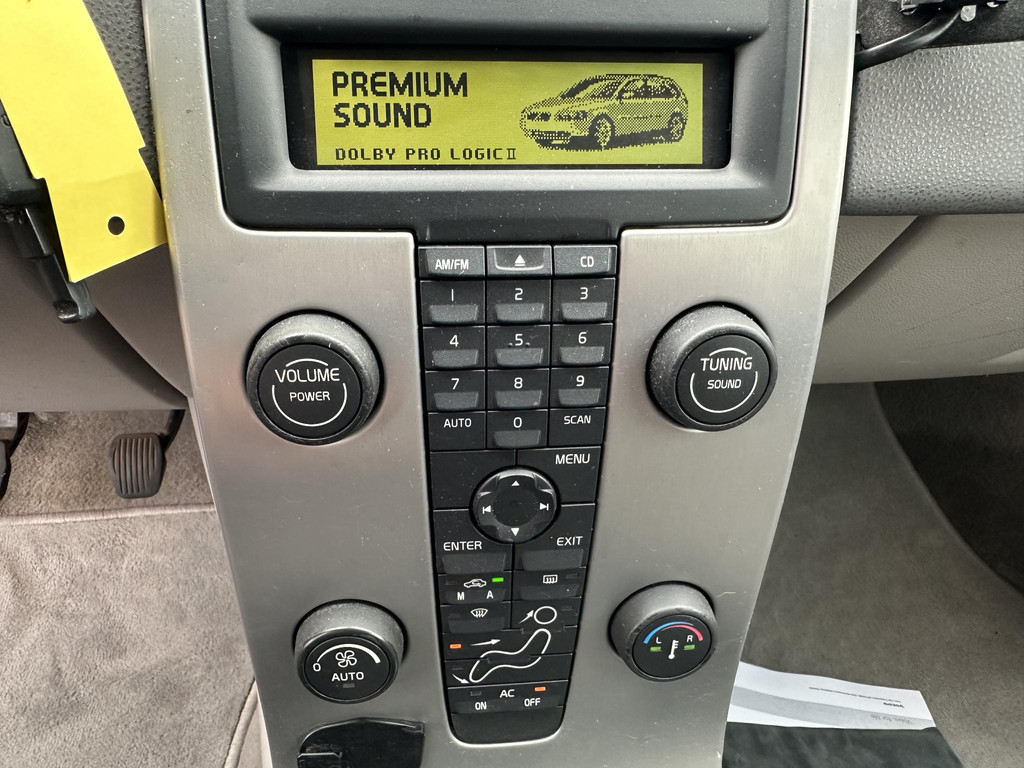 PREMIUM
SOUND
DOLBY PRO LOGIC II
AM/FM
CD
1 2 3
4 5 6
7 8 9
AUTO 0 SCAN
VOLUME
POWER
TUNING
SOUND
MENU
ENTER EXIT
M A
0
AUTO
L R
AC
ON OFF